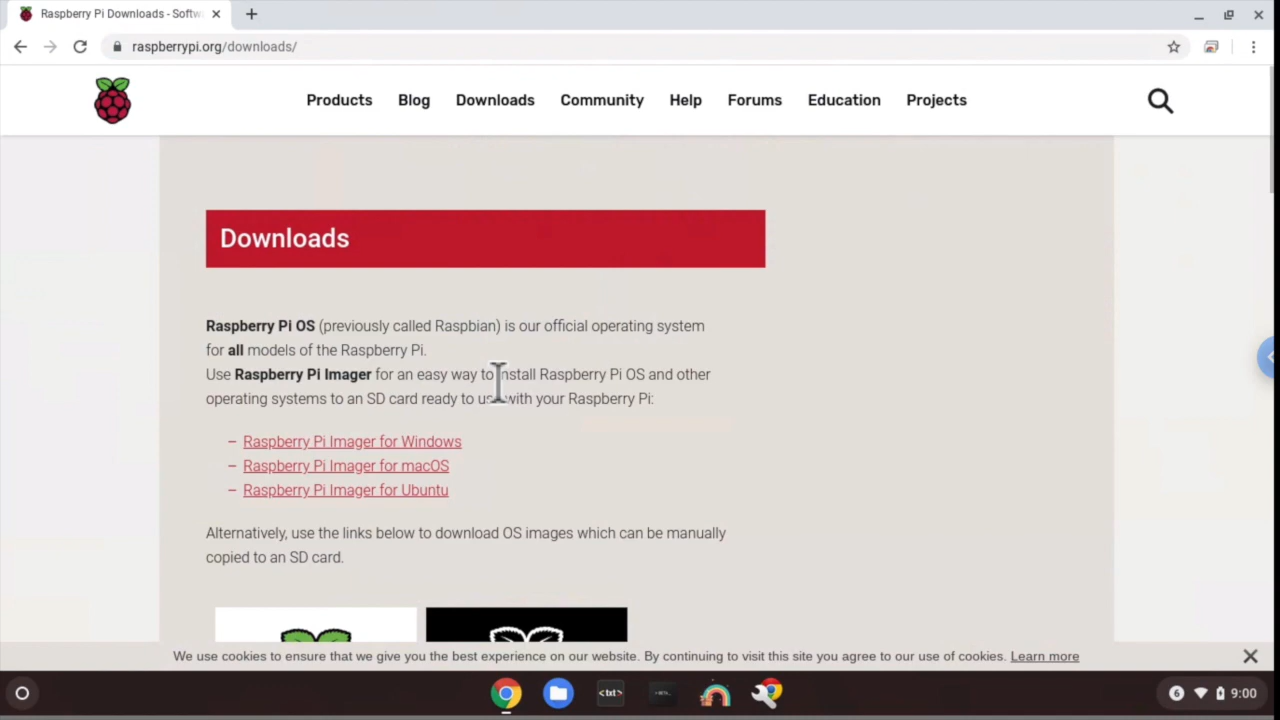 Raspberry Pi Downloads - Softw
raspberrypi.org/downloads/
Products Blog Downloads Community Help Forums Education Projects
Downloads
Raspberry Pi OS (previously called Raspbian) is our official operating system
for all models of the Raspberry Pi.
Use Raspberry Pi Imager for an easy way to install Raspberry Pi OS and other
operating systems to an SD card ready to use with your Raspberry Pi:
– Raspberry Pi Imager for Windows
– Raspberry Pi Imager for macOS
– Raspberry Pi Imager for Ubuntu
Alternatively, use the links below to download OS images which can be manually
copied to an SD card.
We use cookies to ensure that we give you the best experience on our website. By continuing to visit this site you agree to our use of cookies. Learn more
<txt> 6 9:00